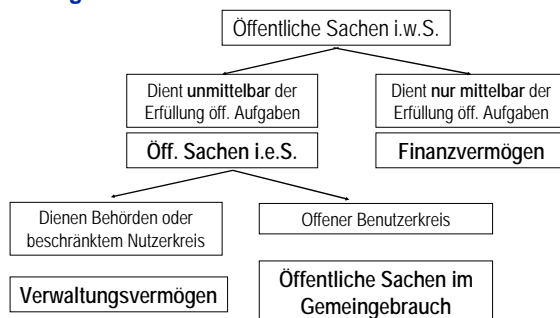 Öffentliche Sachen i.w.S.
Dient unmittelbar der
Erfüllung öff. Aufgaben
Dient nur mittelbar der
Erfüllung öff. Aufgaben
Öff. Sachen i.e.S.
Finanzvermögen
Dienen Behörden oder
beschränktem Nutzerkreis
Offener Benutzerkreis
Verwaltungsvermögen
Öffentliche Sachen im
Gemeingebrauch